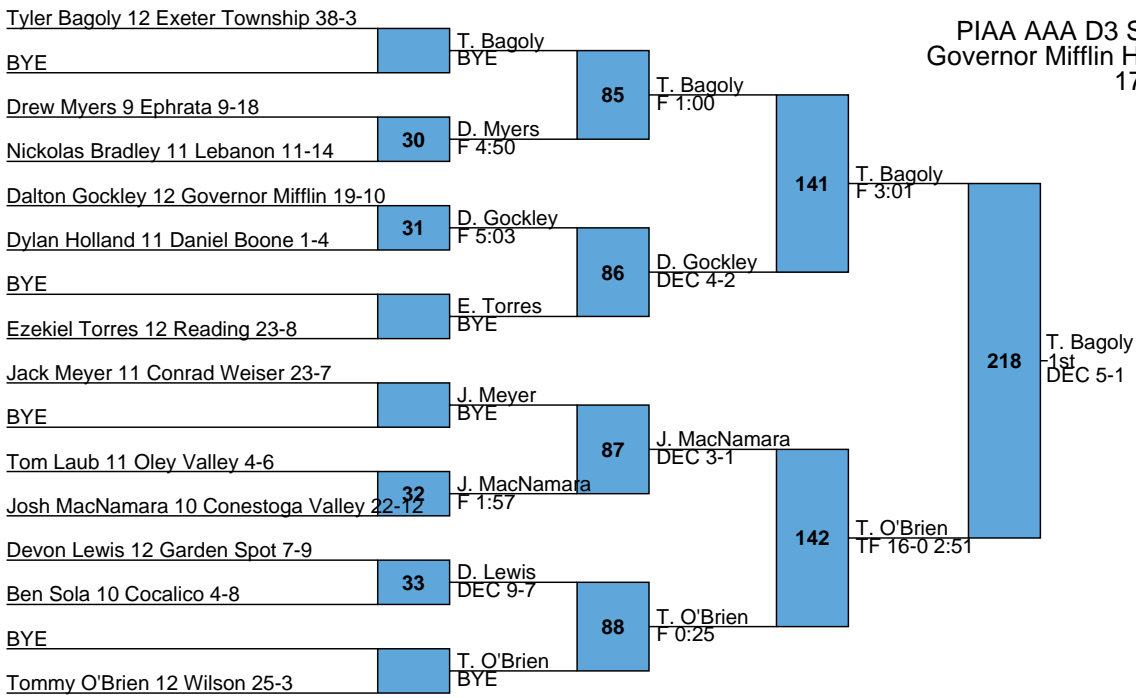 PIAA AAA D3 S
Governor Mifflin H
17
Tyler Bagoly 12 Exeter Township 38-3
BYE
Drew Myers 9 Ephrata 9-18
Nickolas Bradley 11 Lebanon 11-14
Dalton Gockley 12 Governor Mifflin 19-10
Dylan Holland 11 Daniel Boone 1-4
BYE
Ezekiel Torres 12 Reading 23-8
Jack Meyer 11 Conrad Weiser 23-7
BYE
Tom Laub 11 Oley Valley 4-6
Josh MacNamara 10 Conestoga Valley 22-12
Devon Lewis 12 Garden Spot 7-9
Ben Sola 10 Cocalico 4-8
BYE
Tommy O'Brien 12 Wilson 25-3
30
31
32
33
T. Bagoly
BYE
D. Myers
F 4:50
D. Gockley
F 5:03
E. Torres
BYE
J. Meyer
BYE
J. MacNamara
F 1:57
D. Lewis
DEC 9-7
T. O'Brien
BYE
85
86
87
88
T. Bagoly
F 1:00
D. Gockley
DEC 4-2
J. MacNamara
DEC 3-1
T. O'Brien
F 0:25
141
142
T. Bagoly
F 3:01
T. O'Brien
TF 16-0 2:51
218
T. Bagoly
1st
DEC 5-1